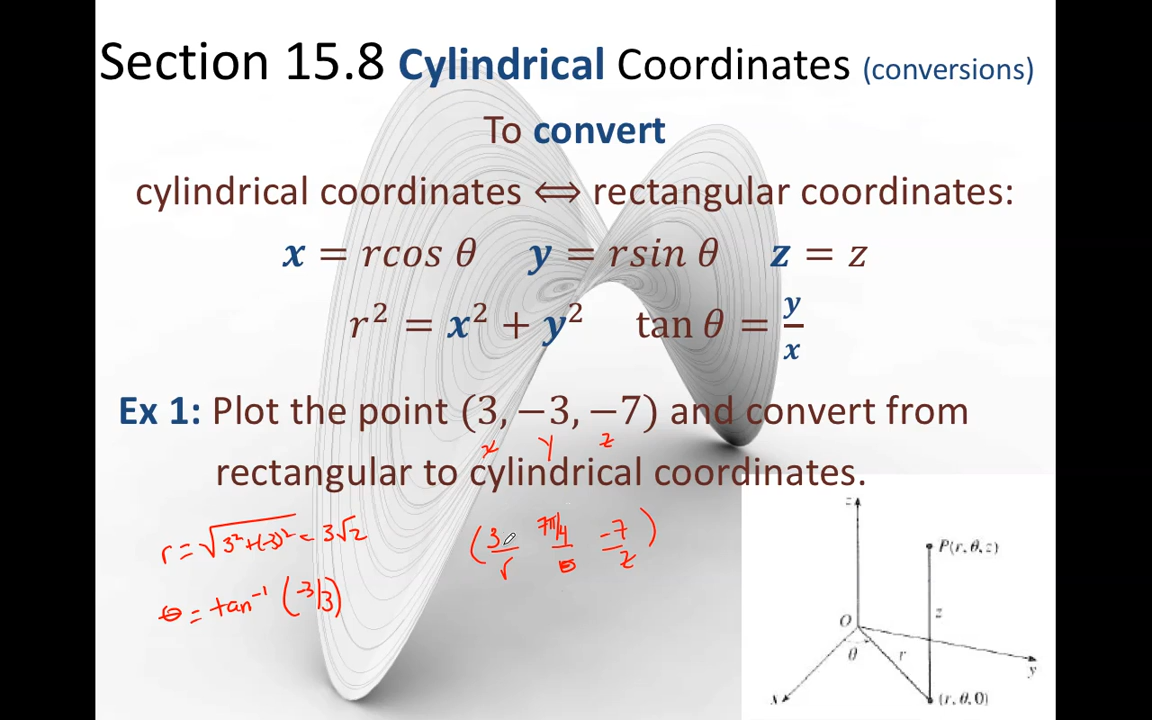 Section 15.8 Cylindrical Coordinates (conversions)
To convert
cylindrical coordinates ⟺ rectangular coordinates:
x = rcos θ   y = rsin θ   z = z
r² = x² + y²   tan θ = y/x
Ex 1: Plot the point (3, −3, −7) and convert from
x y z
rectangular to cylindrical coordinates.
r = √(3²+(-3)²) = 3√2
(3 7π/4 -7)
r θ z
θ = tan⁻¹ (-3/3)
z
P(r, θ, z)
O
z
θ
r
y
x
(r, θ, 0)